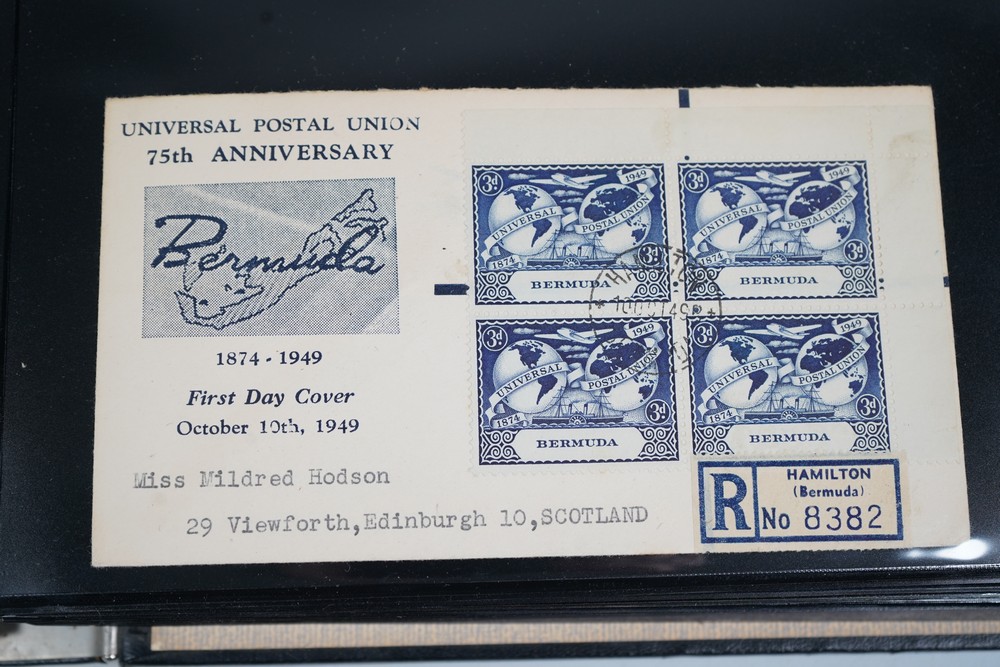 UNIVERSAL POSTAL UNION
75th ANNIVERSARY
Bermuda
1874 - 1949
First Day Cover
October 10th, 1949
Miss Mildred Hodson
29 Viewforth,Edinburgh 10,SCOTLAND
3d 1949
UNIVERSAL POSTAL UNION
1874 3d
BERMUDA
3d 1949
UNIVERSAL POSTAL UNION
1874 3d
BERMUDA
3d 1949
UNIVERSAL POSTAL UNION
1874 3d
BERMUDA
3d 1949
UNIVERSAL POSTAL UNION
1874 3d
BERMUDA
R
HAMILTON
(Bermuda)
No 8382